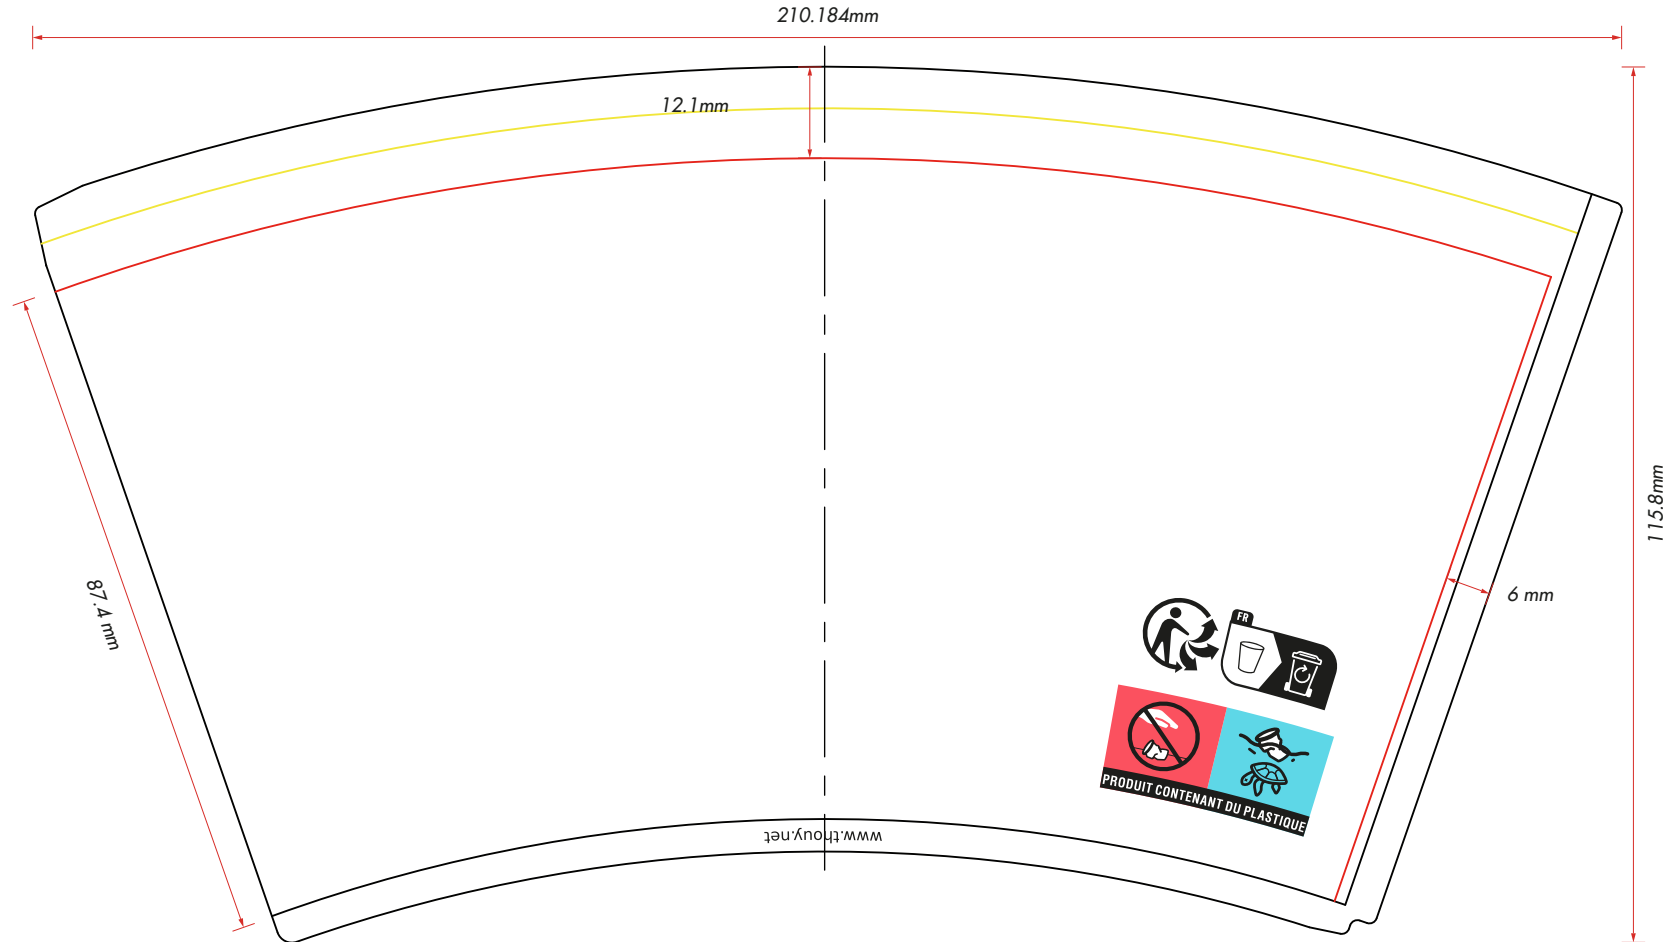 210.184mm
12.1mm
115.8mm
87.4 mm
6 mm
FR
PRODUIT CONTENANT DU PLASTIQUE
www.thouy.net